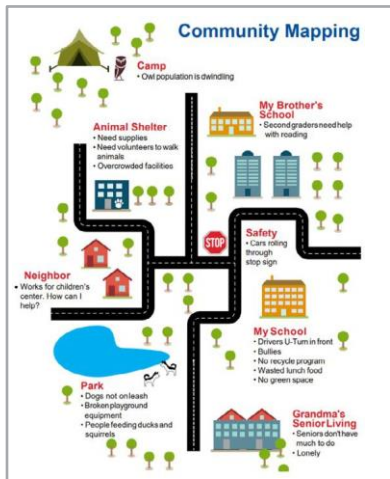 Community Mapping
Camp
• Owl population is dwindling
My Brother's
School
• Second graders need help
with reading
Animal Shelter
• Need supplies
• Need volunteers to walk
animals
• Overcrowded facilities
STOP
Safety
• Cars rolling
through
stop sign
Neighbor
• Works for children's
center. How can I
help?
My School
• Drivers U-Turn in front
• Bullies
• No recycle program
• Wasted lunch food
• No green space
Park
• Dogs not on leash
• Broken playground
equipment
• People feeding ducks and
squirrels
Grandma's
Senior Living
• Seniors don't have
much to do
• Lonely